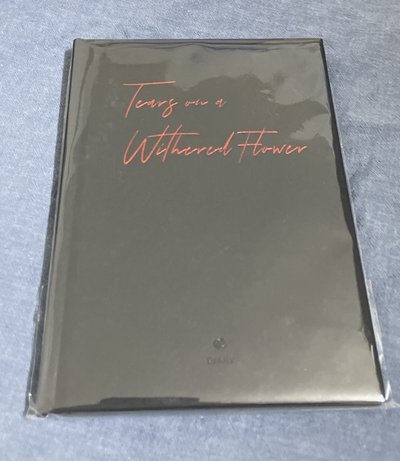 Tears on a
Withered Flower
DIARY